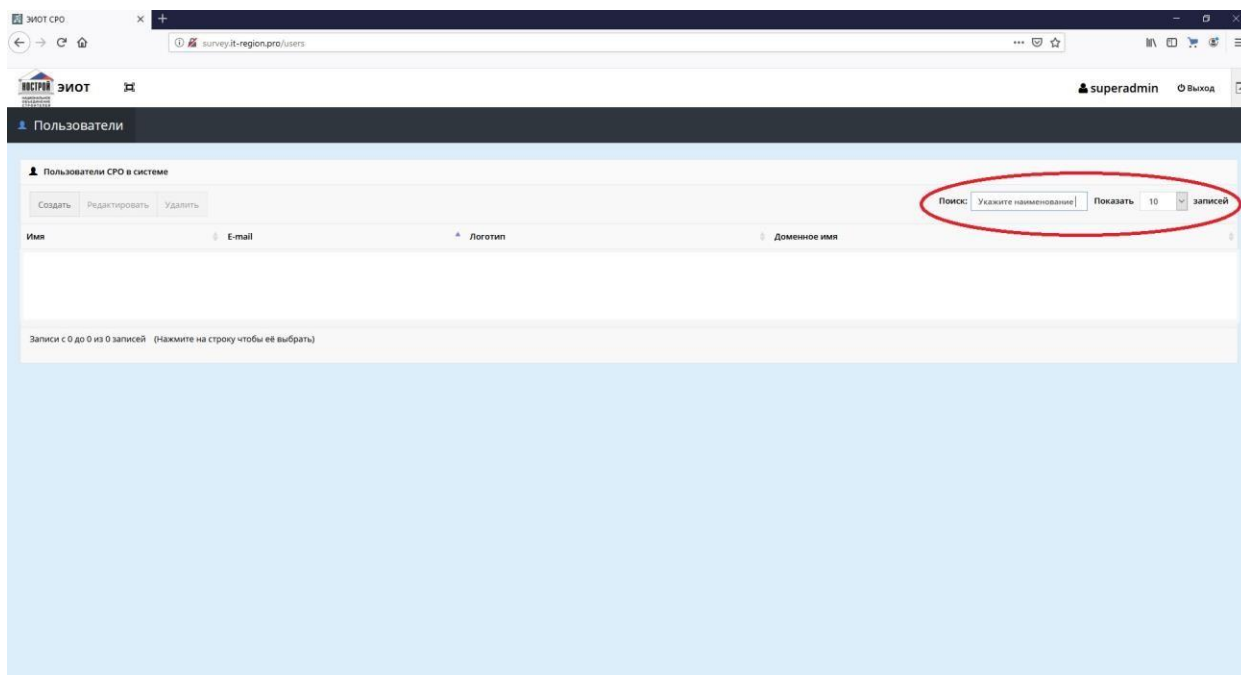 ЭИОТ СРО
survey.it-region.pro/users
НОСТРОЙ
ЭИОТ
superadmin
Выход
Пользователи
Пользователи СРО в системе
Создать Редактировать Удалить
Поиск: Укажите наименование Показать 10 записей
Имя E-mail Логотип Доменное имя
Записи с 0 до 0 из 0 записей (Нажмите на строку чтобы её выбрать)